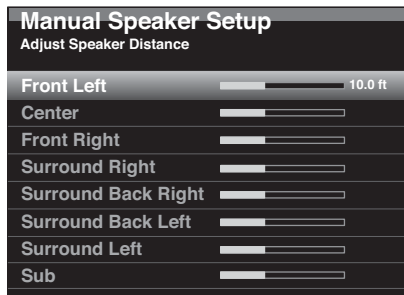 Manual Speaker Setup
Adjust Speaker Distance
Front Left 10.0 ft
Center
Front Right
Surround Right
Surround Back Right
Surround Back Left
Surround Left
Sub